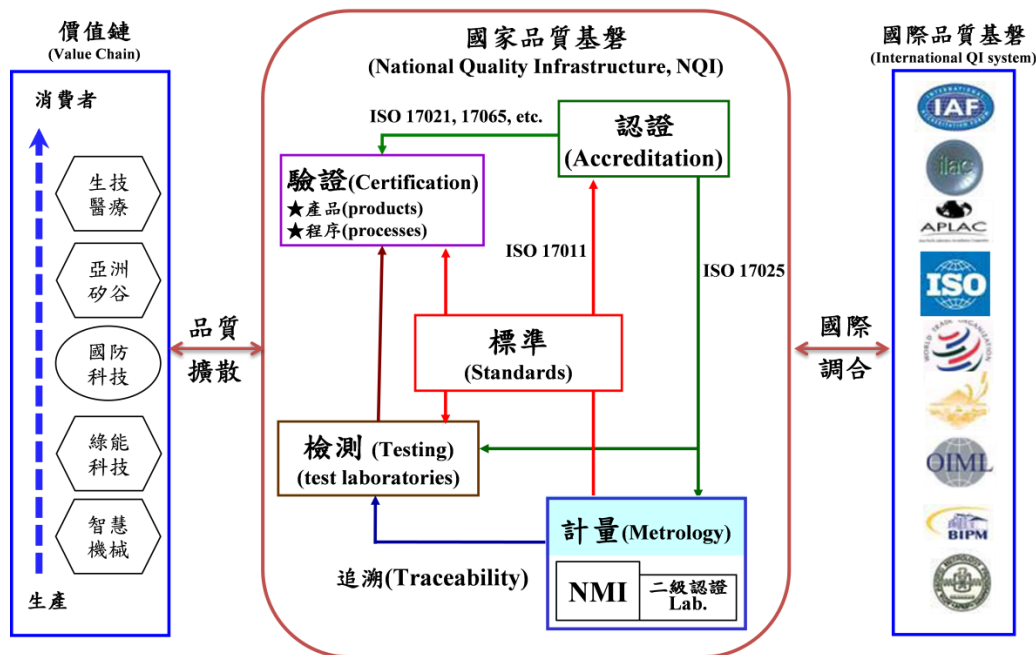 價值鏈
(Value Chain)
消費者
生技
醫療
亞洲
矽谷
國防
科技
綠能
科技
智慧
機械
生產
品質
擴散
國家品質基磐
(National Quality Infrastructure, NQI)
ISO 17021, 17065, etc.
認證
(Accreditation)
驗證(Certification)
★產品(products)
★程序(processes)
ISO 17011
ISO 17025
標準
(Standards)
檢測 (Testing)
(test laboratories)
計量(Metrology)
追溯(Traceability)
NMI
二級認證
Lab.
國際
調合
國際品質基磐
(International QI system)
IAF
ilac
APLAC
ISO
WORLD TRADE ORGANIZATION
OIML
BIPM